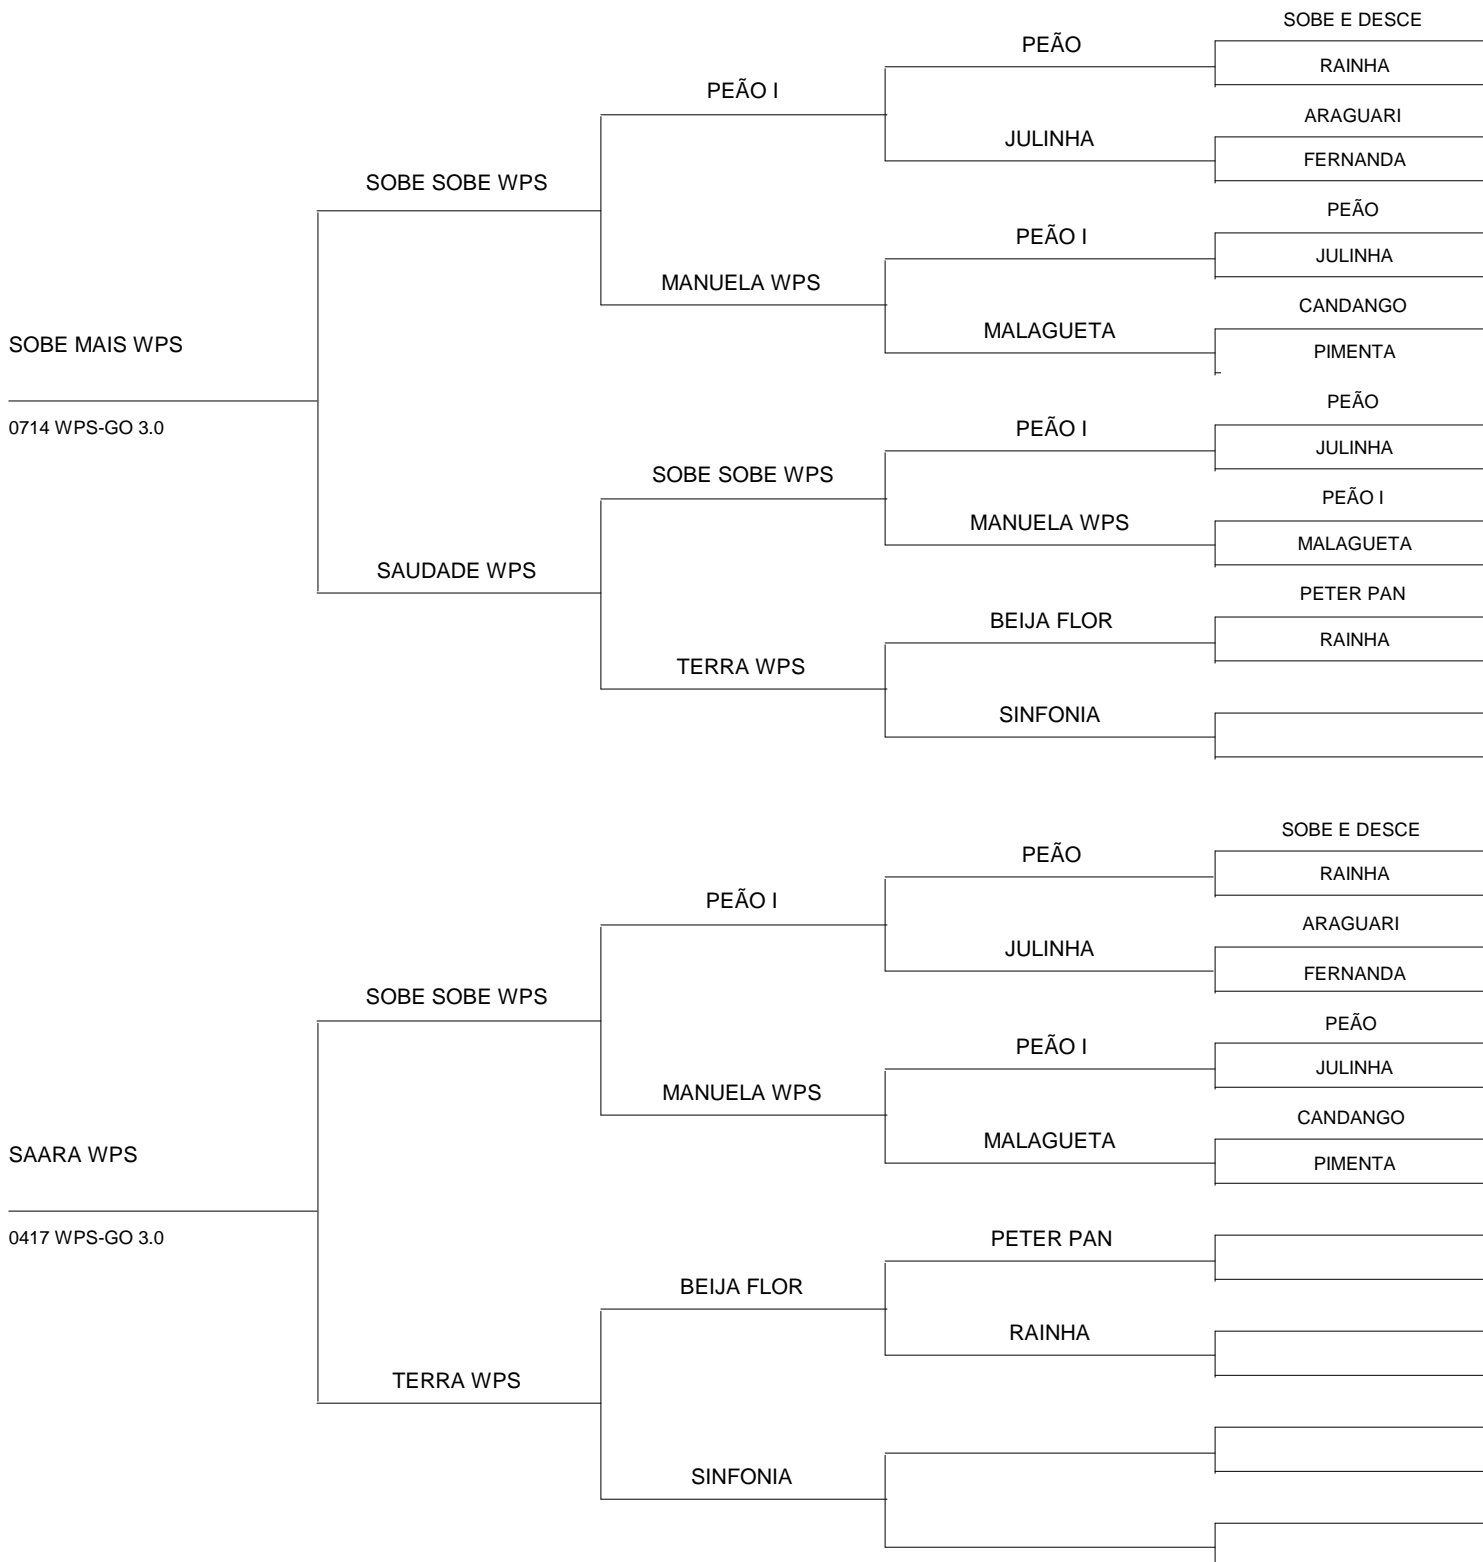 SOBE E DESCE
PEÃO
RAINHA
PEÃO I
ARAGUARI
JULINHA
FERNANDA
SOBE SOBE WPS
PEÃO
PEÃO I
JULINHA
MANUELA WPS
CANDANGO
MALAGUETA
SOBE MAIS WPS
PIMENTA
PEÃO
0714 WPS-GO 3.0
PEÃO I
JULINHA
SOBE SOBE WPS
PEÃO I
MANUELA WPS
MALAGUETA
SAUDADE WPS
PETER PAN
BEIJA FLOR
RAINHA
TERRA WPS
SINFONIA
SOBE E DESCE
PEÃO
RAINHA
PEÃO I
ARAGUARI
JULINHA
FERNANDA
SOBE SOBE WPS
PEÃO
PEÃO I
JULINHA
MANUELA WPS
CANDANGO
MALAGUETA
SAARA WPS
PIMENTA
0417 WPS-GO 3.0
PETER PAN
BEIJA FLOR
RAINHA
TERRA WPS
SINFONIA